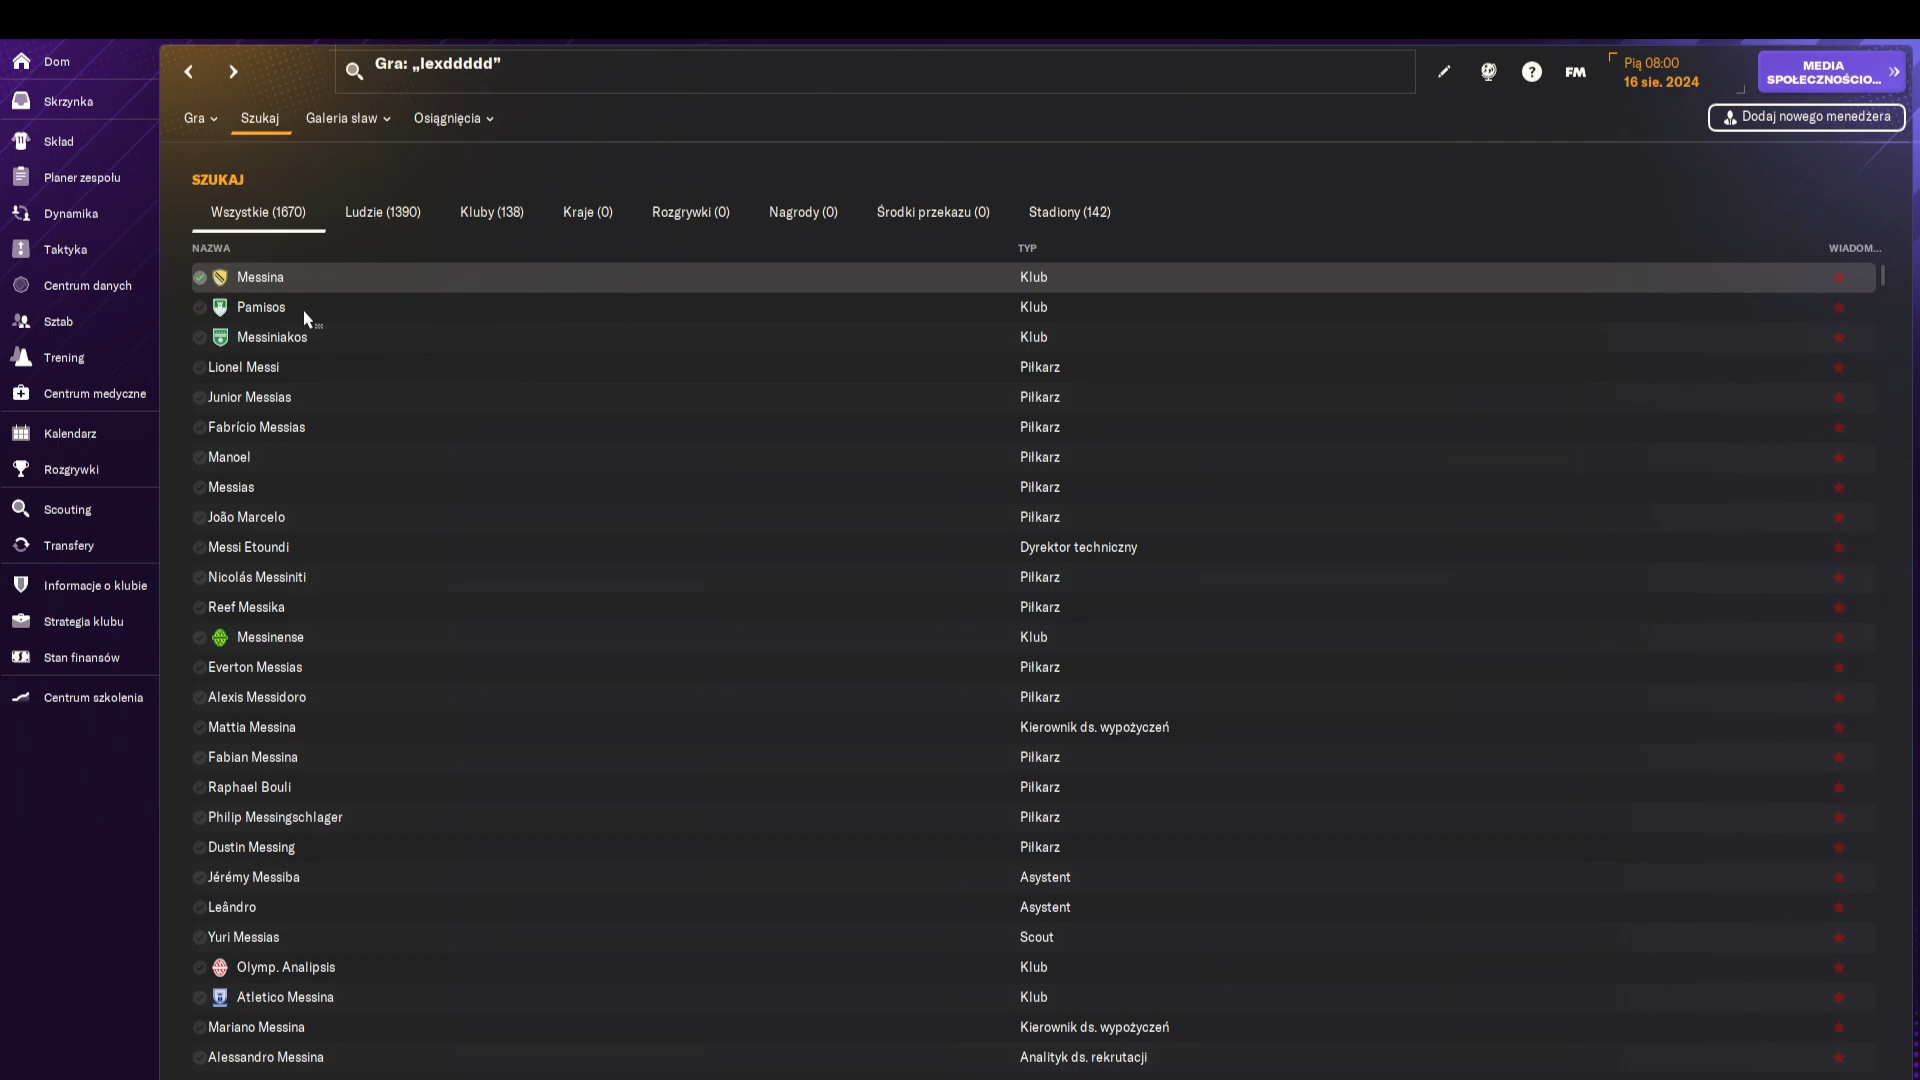 Dom
Skrzynka
Skład
Planer zespołu
Dynamika
Taktyka
Centrum danych
Sztab
Trening
Centrum medyczne
Kalendarz
Rozgrywki
Scouting
Transfery
Informacje o klubie
Strategia klubu
Stan finansów
Centrum szkolenia
Gra: „lexddddd”
FM
Pią 08:00
16 sie. 2024
MEDIA
SPOŁECZNOŚCIO...
Gra Szukaj Galeria sław Osiągnięcia
Dodaj nowego menedżera
SZUKAJ
Wszystkie (1670) Ludzie (1390) Kluby (138) Kraje (0) Rozgrywki (0) Nagrody (0) Środki przekazu (0) Stadiony (142)
NAZWA TYP WIADOM...
Messina Klub
Pamisos Klub
Messiniakos Klub
Lionel Messi Piłkarz
Junior Messias Piłkarz
Fabrício Messias Piłkarz
Manoel Piłkarz
Messias Piłkarz
João Marcelo Piłkarz
Messi Etoundi Dyrektor techniczny
Nicolás Messiniti Piłkarz
Reef Messika Piłkarz
Messinense Klub
Everton Messias Piłkarz
Alexis Messidoro Piłkarz
Mattia Messina Kierownik ds. wypożyczeń
Fabian Messina Piłkarz
Raphael Bouli Piłkarz
Philip Messingschlager Piłkarz
Dustin Messing Piłkarz
Jérémy Messiba Asystent
Leândro Asystent
Yuri Messias Scout
Olymp. Analipsis Klub
Atletico Messina Klub
Mariano Messina Kierownik ds. wypożyczeń
Alessandro Messina Analityk ds. rekrutacji